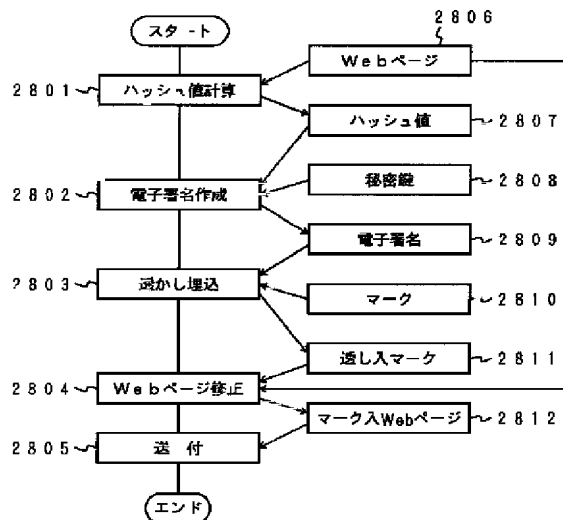 2806
スタート
Webページ
2801
ハッシュ値計算
ハッシュ値
2807
秘密鍵
2808
2802
電子署名作成
電子署名
2809
2803
透かし埋込
マーク
2810
透し入マーク
2811
2804
Webページ修正
マーク入Webページ
2812
2805
送 付
エンド